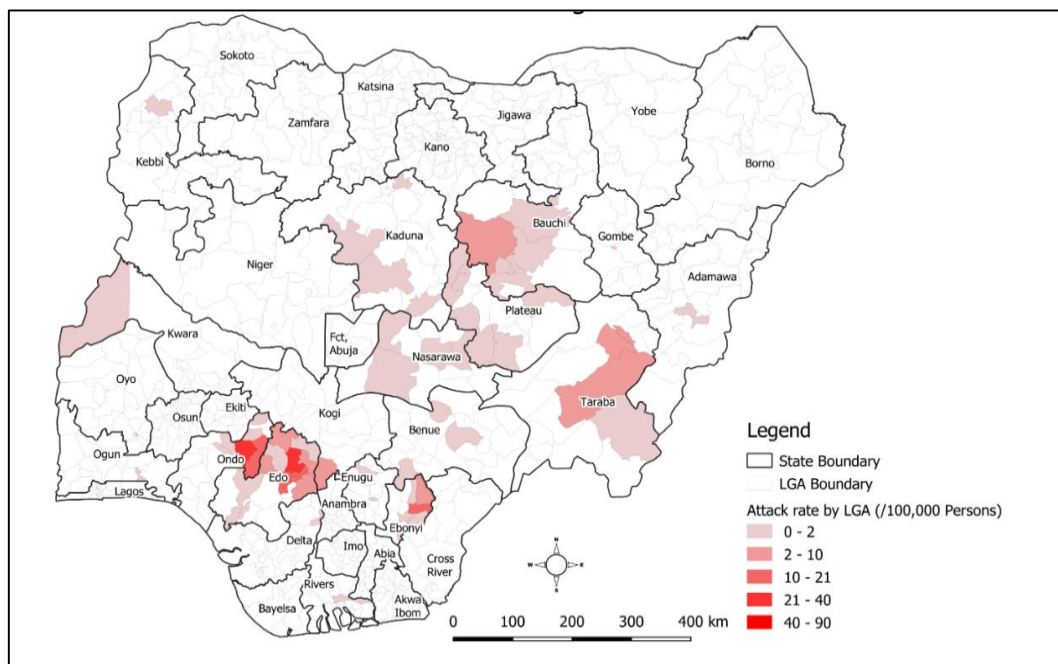 Sokoto
Katsina
Yobe
Jigawa
Zamfara
Kano
Borno
Kebbi
Bauchi
Kaduna
Gombe
Niger
Adamawa
Plateau
Kwara
Fct,
Abuja
Nasarawa
Oyo
Taraba
Ekiti
Kogi
Osun
Benue
Ogun
Ondo
Edo
Enugu
Lagos
Anambra
Ebonyi
Delta
Imo
Abia
Cross
River
Rivers
Bayelsa
Akwa
Ibom
N
W
E
S
0 100 200 300 400 km
Legend
State Boundary
LGA Boundary
Attack rate by LGA (/100,000 Persons)
0 - 2
2 - 10
10 - 21
21 - 40
40 - 90